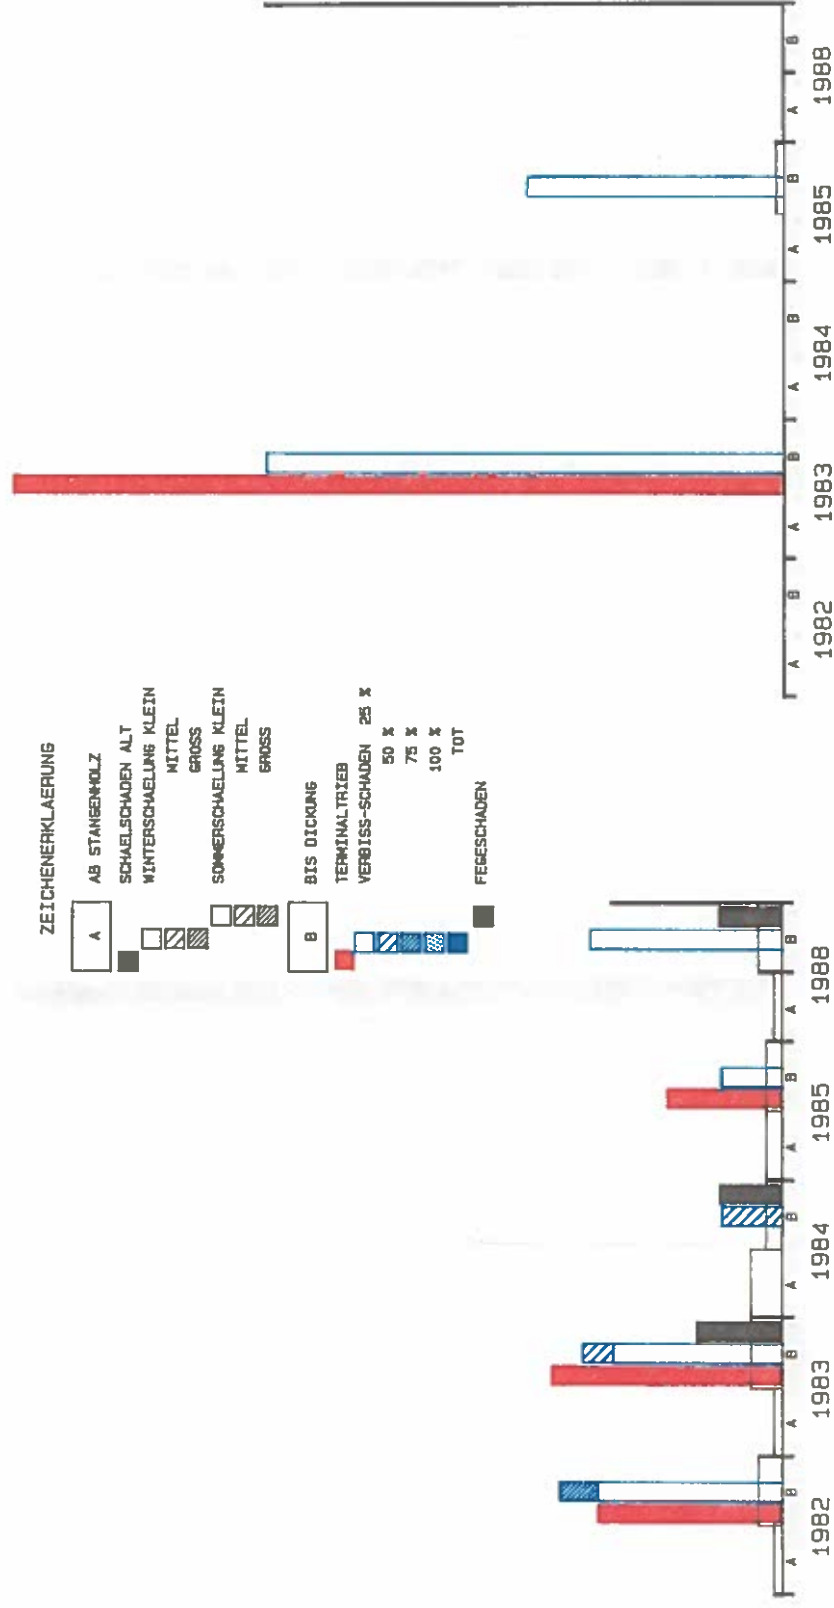 ZEICHENERKLAERUNG
A AB STANGENHOLZ
SCHAELSCHADEN ALT
WINTERSCHAELUNG KLEIN
MITTEL
GROSS
SOMMERSCHAELUNG KLEIN
MITTEL
GROSS
B BIS DICKUNG
TERMINALTRIEB
VERBISS-SCHADEN 25 %
50 %
75 %
100 %
TOT
FEGESCHADEN
A B A B A B A B A B
1982 1983 1984 1985 1988
A B A B A B A B A B
1982 1983 1984 1985 1988